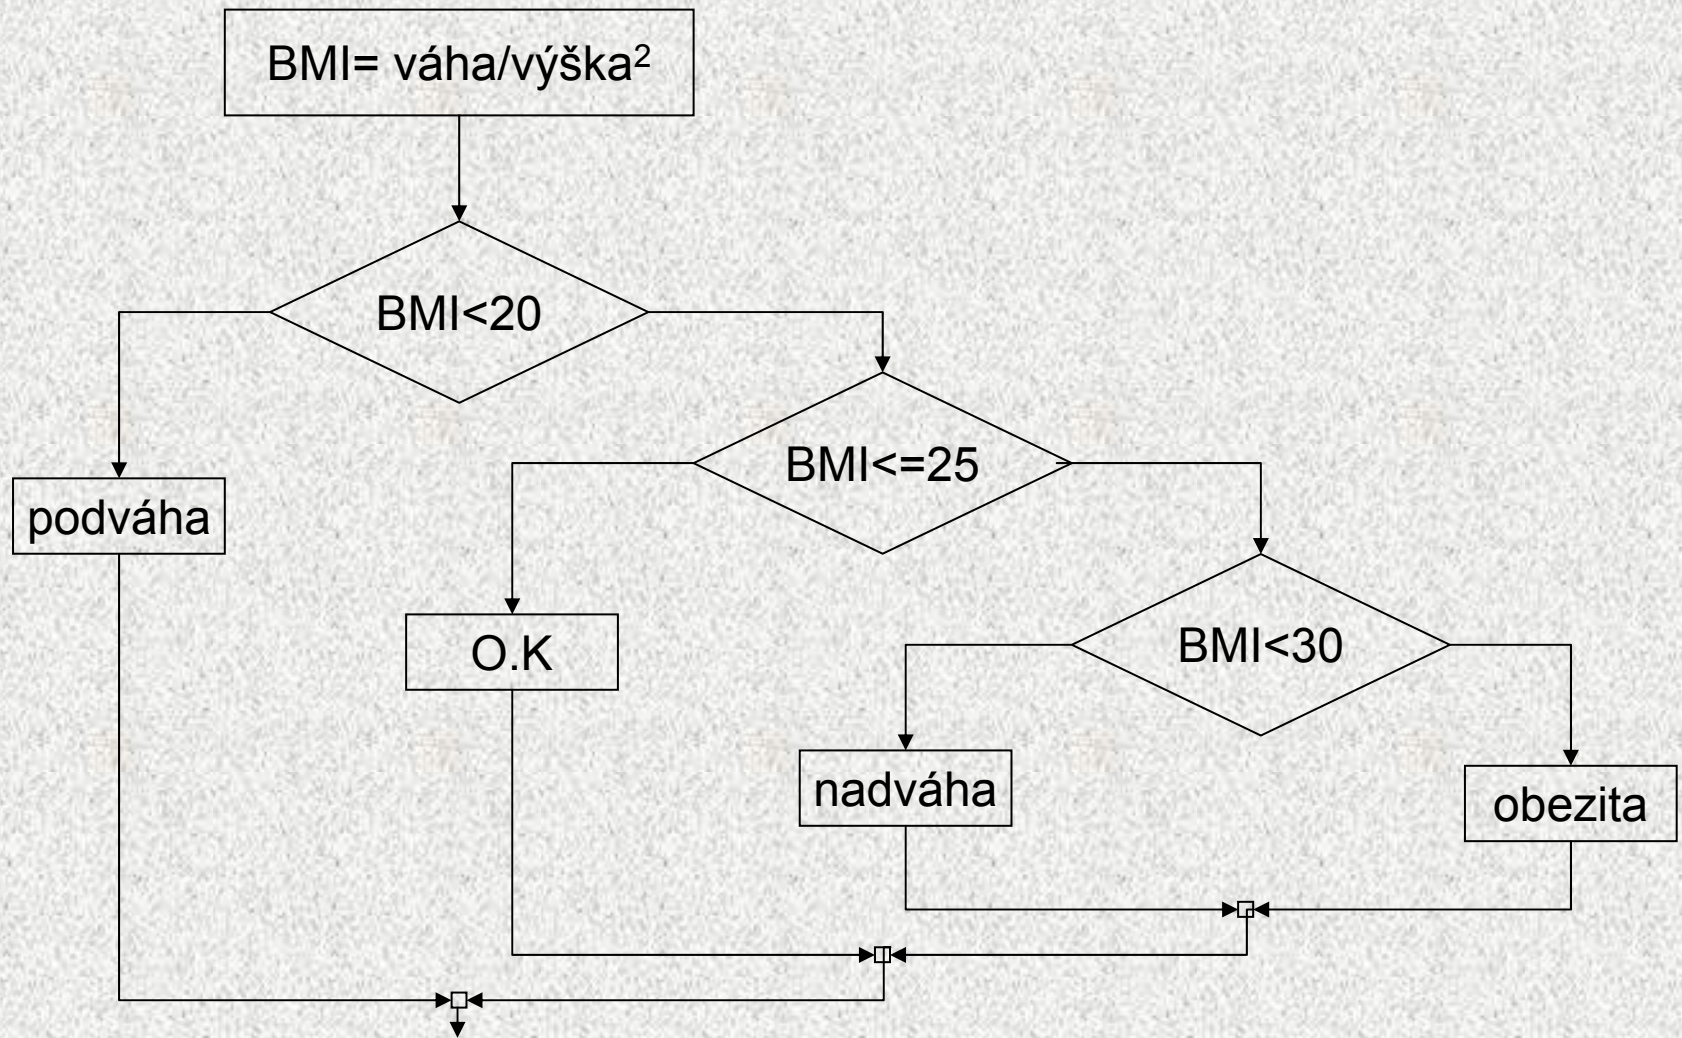 BMI= váha/výška²
BMI<20
BMI<=25
podváha
O.K
BMI<30
nadváha
obezita